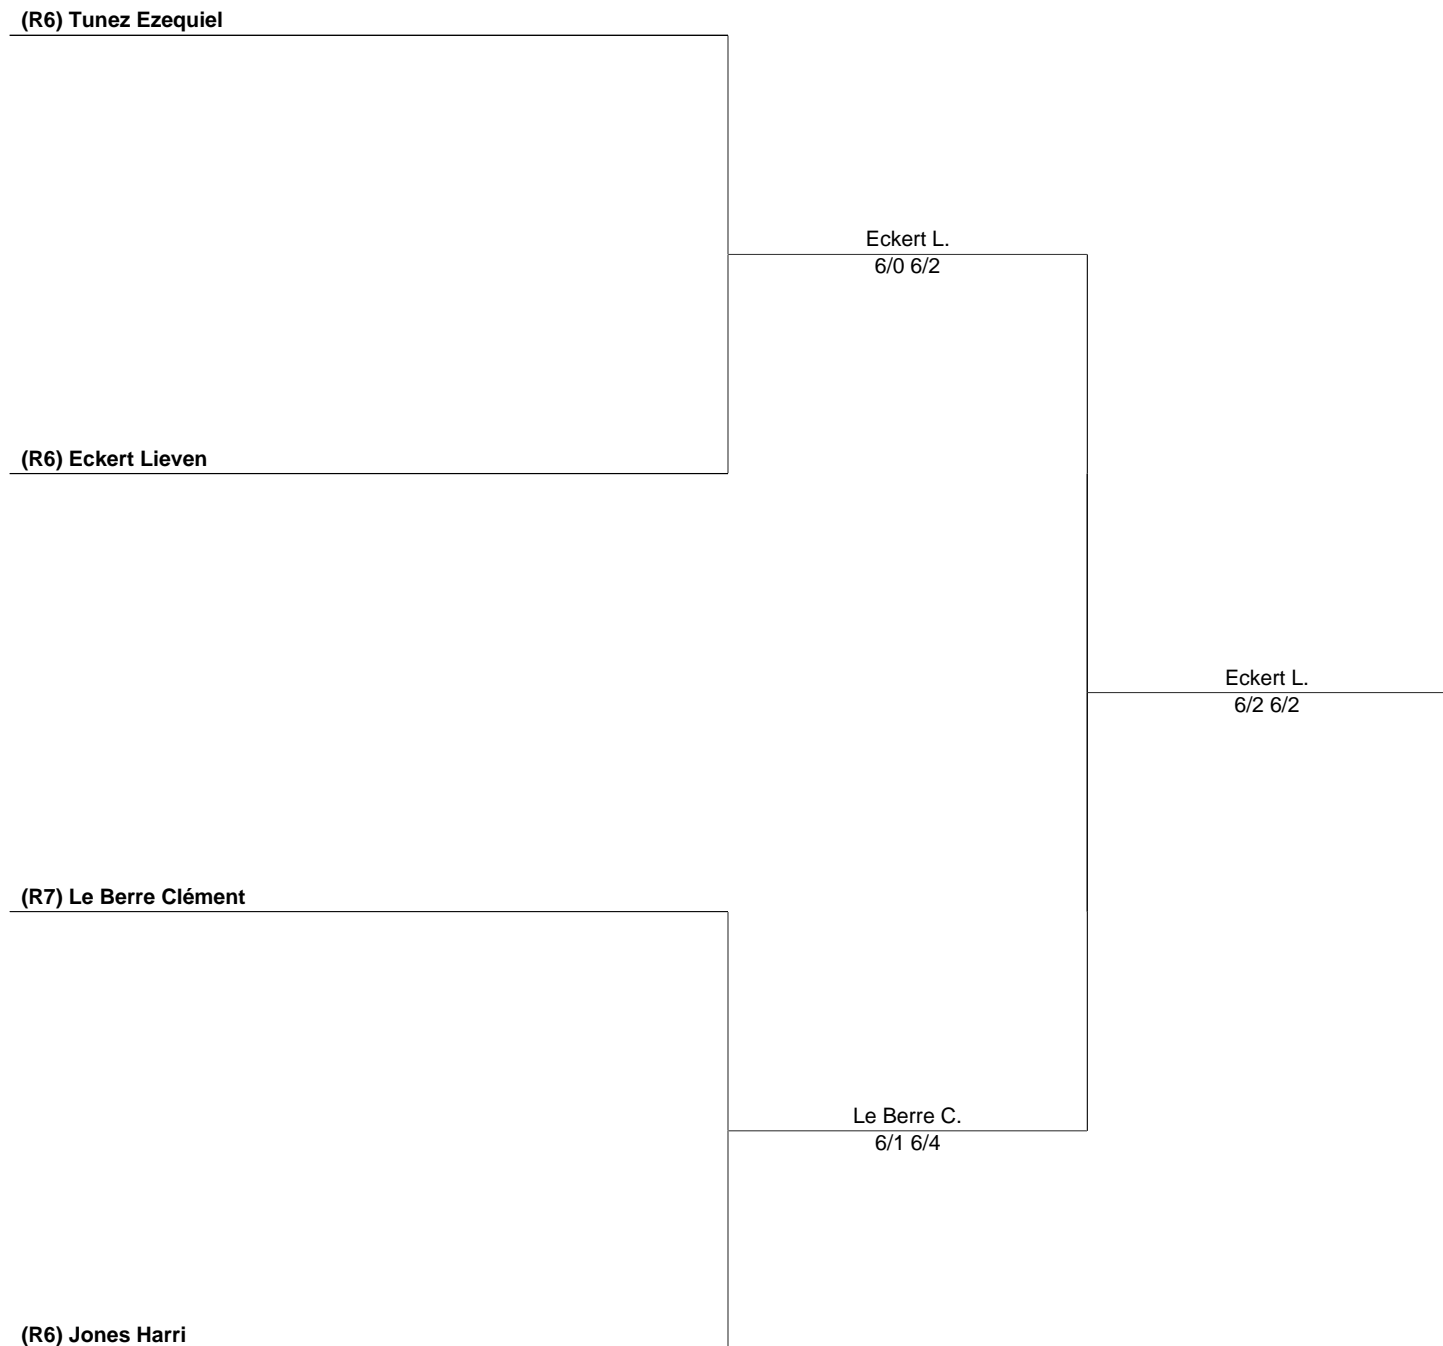 (R6) Tunez Ezequiel
Eckert L.
6/0 6/2
(R6) Eckert Lieven
Eckert L.
6/2 6/2
(R7) Le Berre Clément
Le Berre C.
6/1 6/4
(R6) Jones Harri